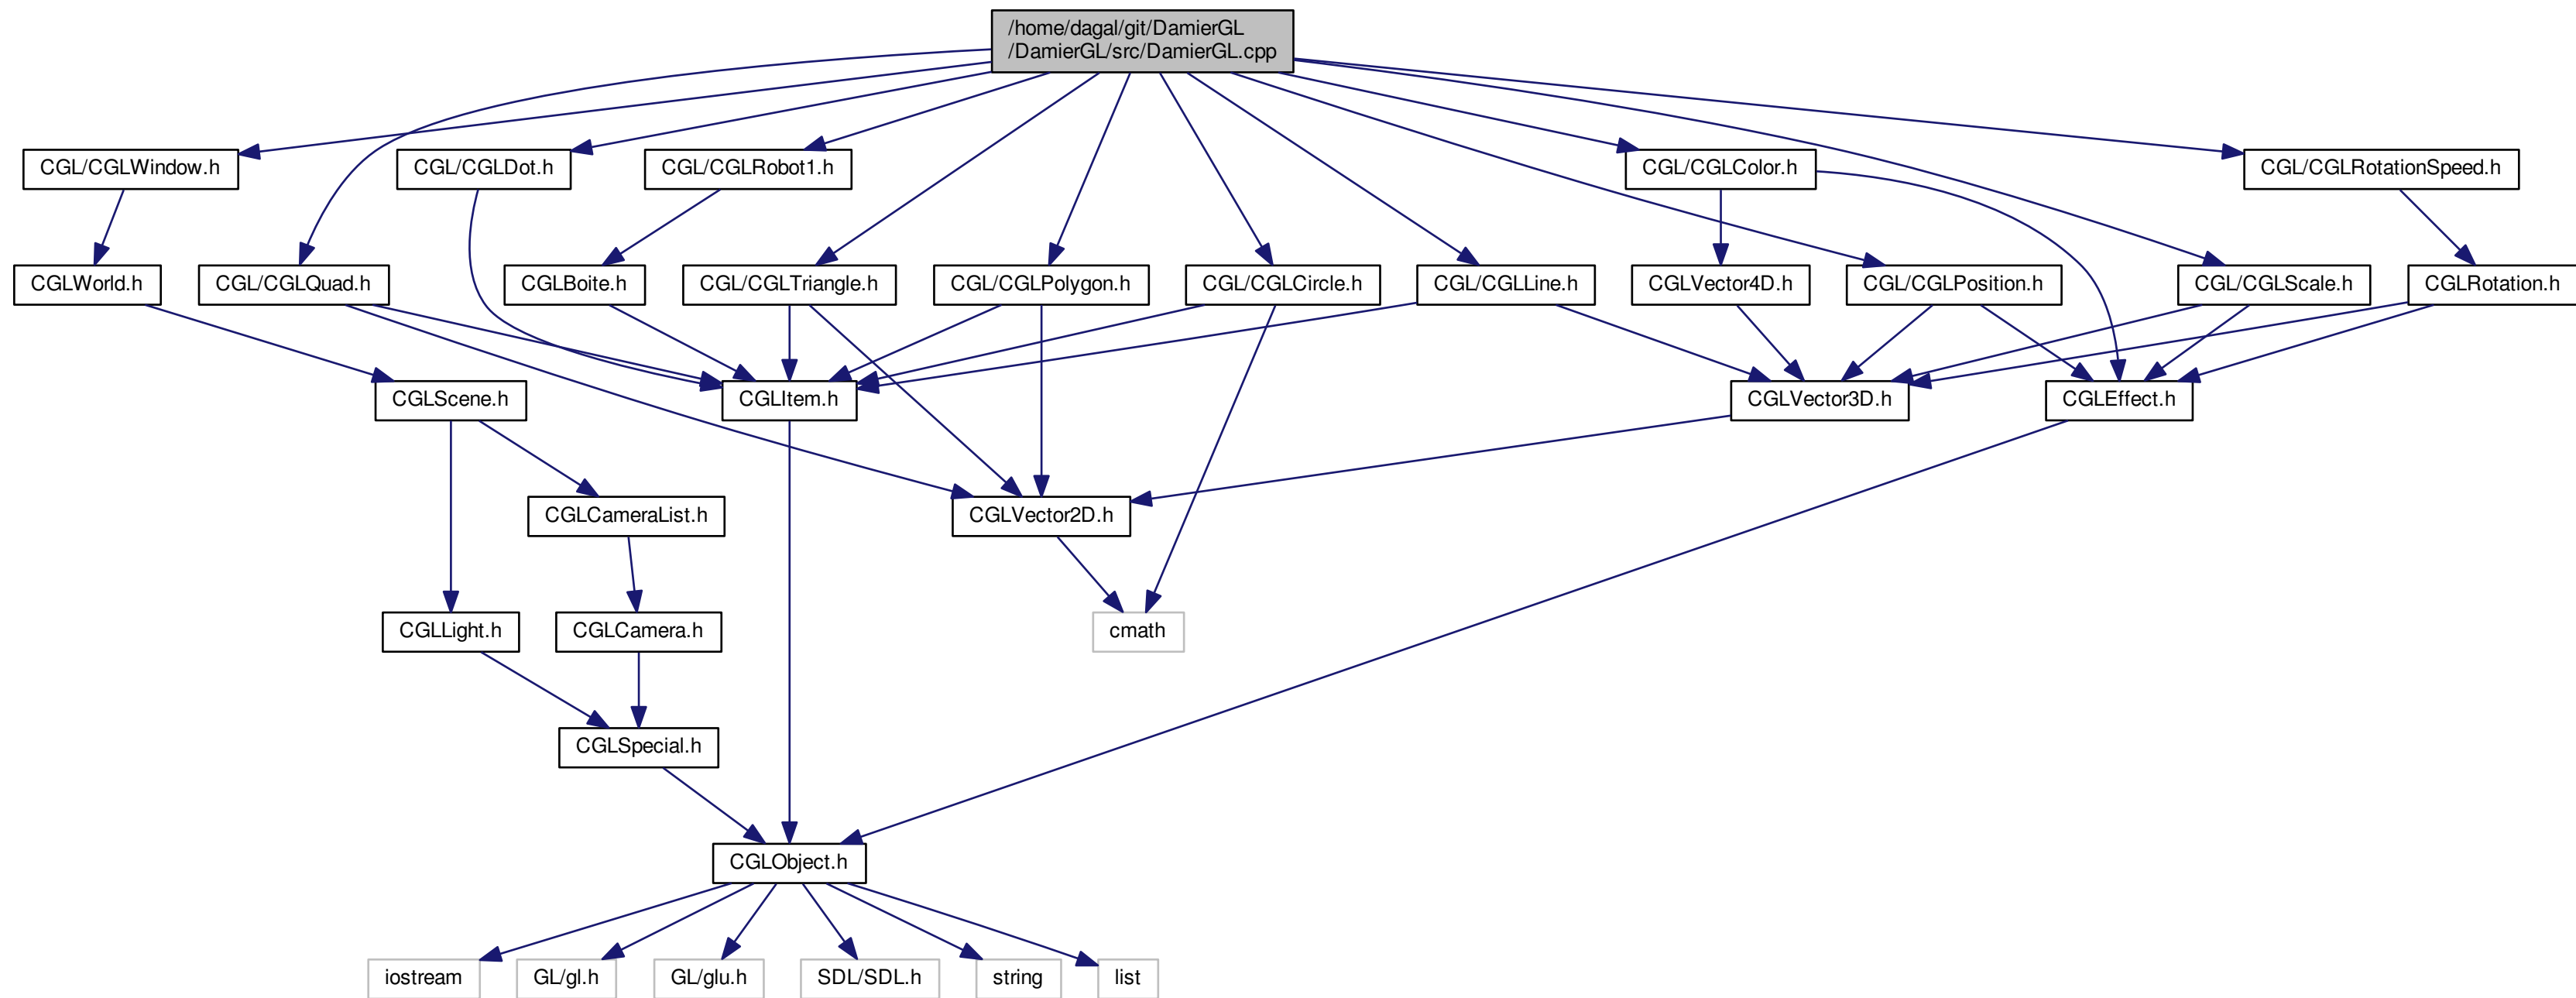 /home/dagal/git/DamierGL
/DamierGL/src/DamierGL.cpp
CGL/CGLWindow.h
CGL/CGLDot.h
CGL/CGLRobot1.h
CGL/CGLColor.h
CGL/CGLRotationSpeed.h
CGLWorld.h
CGL/CGLQuad.h
CGLBoite.h
CGL/CGLTriangle.h
CGL/CGLPolygon.h
CGL/CGLCircle.h
CGL/CGLLine.h
CGLVector4D.h
CGL/CGLPosition.h
CGL/CGLScale.h
CGLRotation.h
CGLScene.h
CGLItem.h
CGLVector3D.h
CGLEffect.h
CGLCameraList.h
CGLVector2D.h
CGLLight.h
CGLCamera.h
cmath
CGLSpecial.h
CGLObject.h
iostream
GL/gl.h
GL/glu.h
SDL/SDL.h
string
list